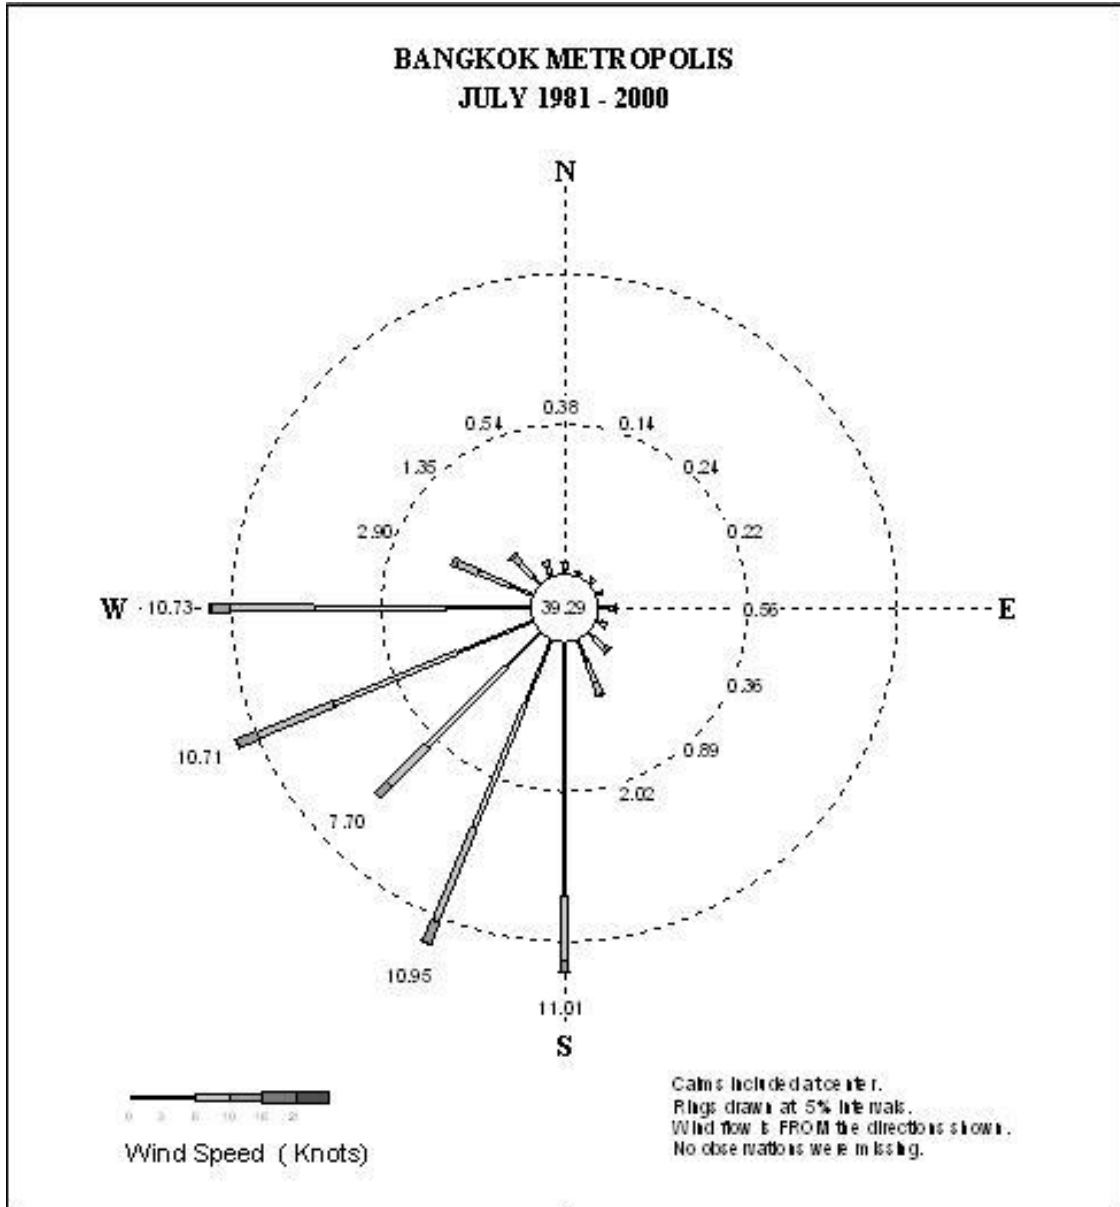 BANGKOK METROPOLIS
JULY 1981 - 2000
N
0.38
0.54
0.14
1.35
0.24
2.90
0.22
W
10.73
39.29
0.56
E
0.36
10.71
0.89
7.70
2.02
10.95
11.01
S
Calms included at center.
Rings drawn at 5% intervals.
Wind flow is FROM the directions shown.
No observations were missing.
0 3 6 10 16 21
Wind Speed ( Knots)